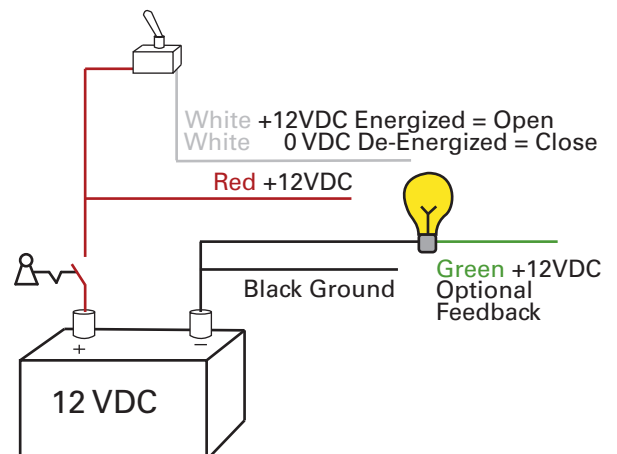 White +12VDC Energized = Open
White 0 VDC De-Energized = Close
Red +12VDC
Green +12VDC
Optional
Feedback
Black Ground
+ –
12 VDC